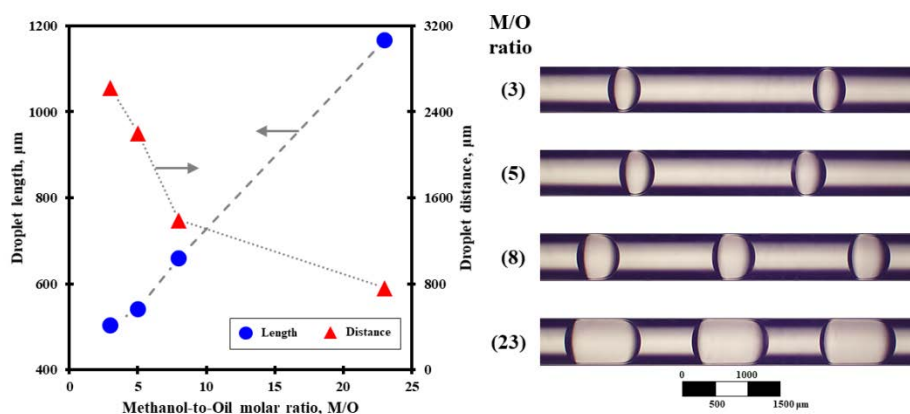 1200
1000
800
600
400
Droplet length, µm
3200
2400
1600
800
0
Droplet distance, µm
Length
Distance
0
5
10
15
20
25
Methanol-to-Oil molar ratio, M/O
M/O
ratio
(3)
(5)
(8)
(23)
0 1000
500 1500 µm